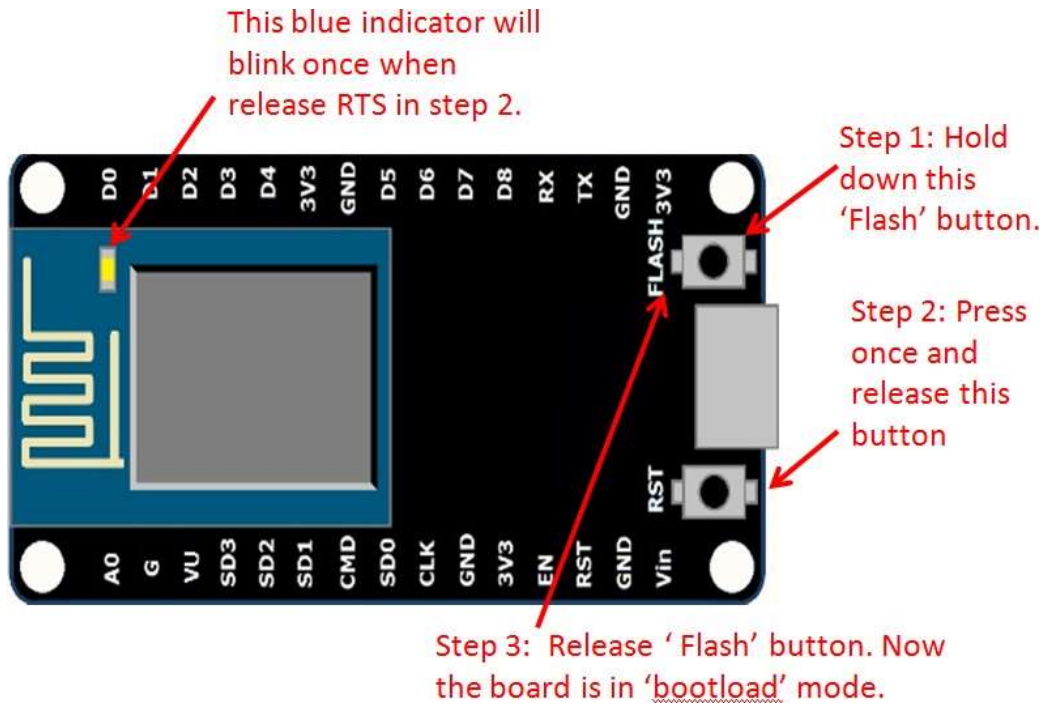 This blue indicator will
blink once when
release RTS in step 2.
Step 1: Hold
down this
‘Flash’ button.
D0 D1 D2 D3 D4 3V3 GND D5 D6 D7 D8 RX TX GND 3V3
FLASH
Step 2: Press
once and
release this
button
RST
A0 G VU SD3 SD2 SD1 CMD SD0 CLK GND 3V3 EN RST GND Vin
Step 3:  Release ‘ Flash’ button. Now
the board is in ‘bootload’ mode.